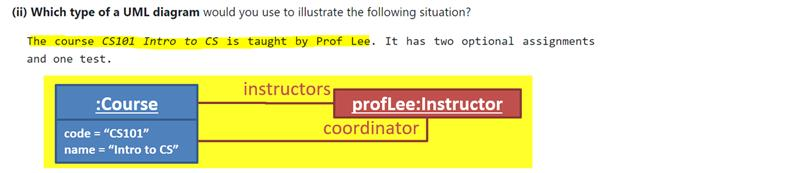 (ii) Which type of a UML diagram would you use to illustrate the following situation?
The course CS101 Intro to CS is taught by Prof Lee. It has two optional assignments
and one test.
instructors
:Course
profLee:Instructor
coordinator
code = “CS101”
name = “Intro to CS”